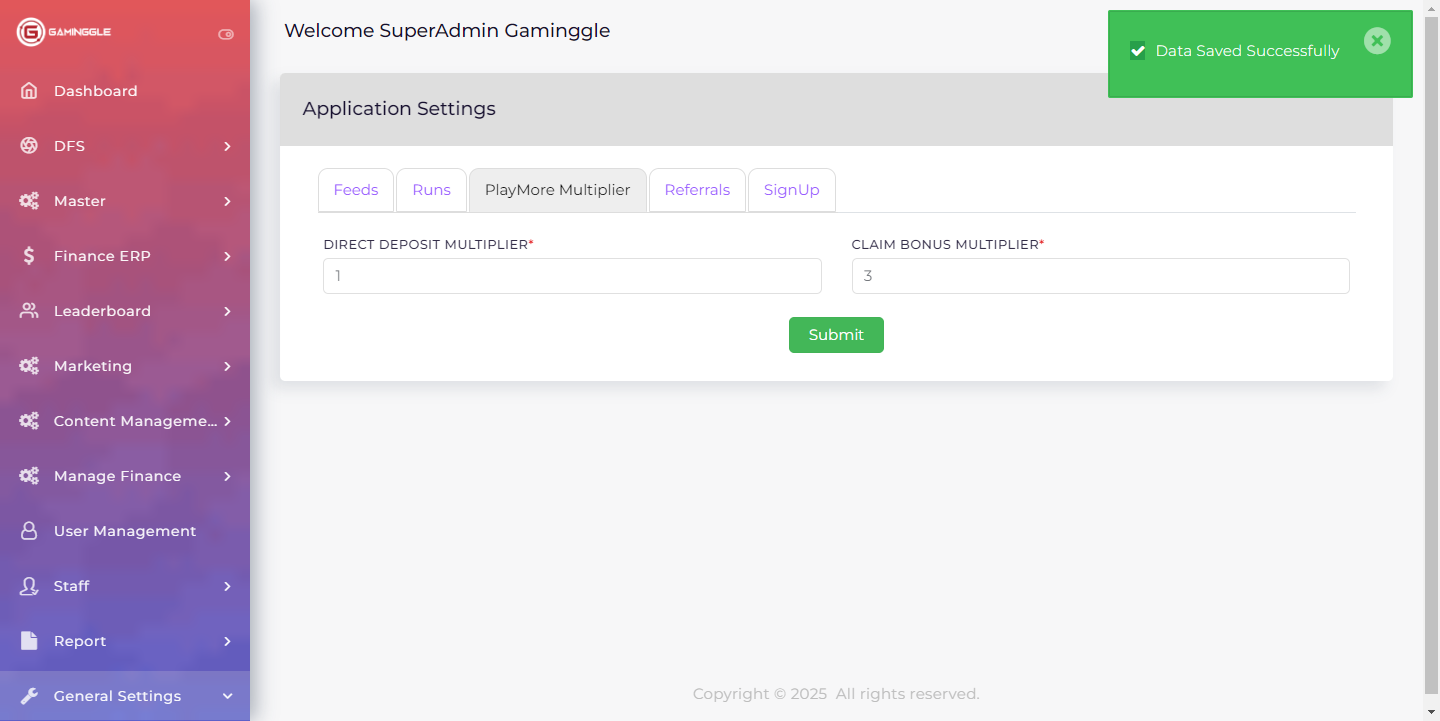 GAMINGGLE
Welcome SuperAdmin Gaminggle
Data Saved Successfully
Dashboard
DFS
Master
Finance ERP
Leaderboard
Marketing
Content Manageme...
Manage Finance
User Management
Staff
Report
General Settings
Application Settings
Feeds
Runs
PlayMore Multiplier
Referrals
SignUp
DIRECT DEPOSIT MULTIPLIER*
1
CLAIM BONUS MULTIPLIER*
3
Submit
Copyright © 2025 All rights reserved.